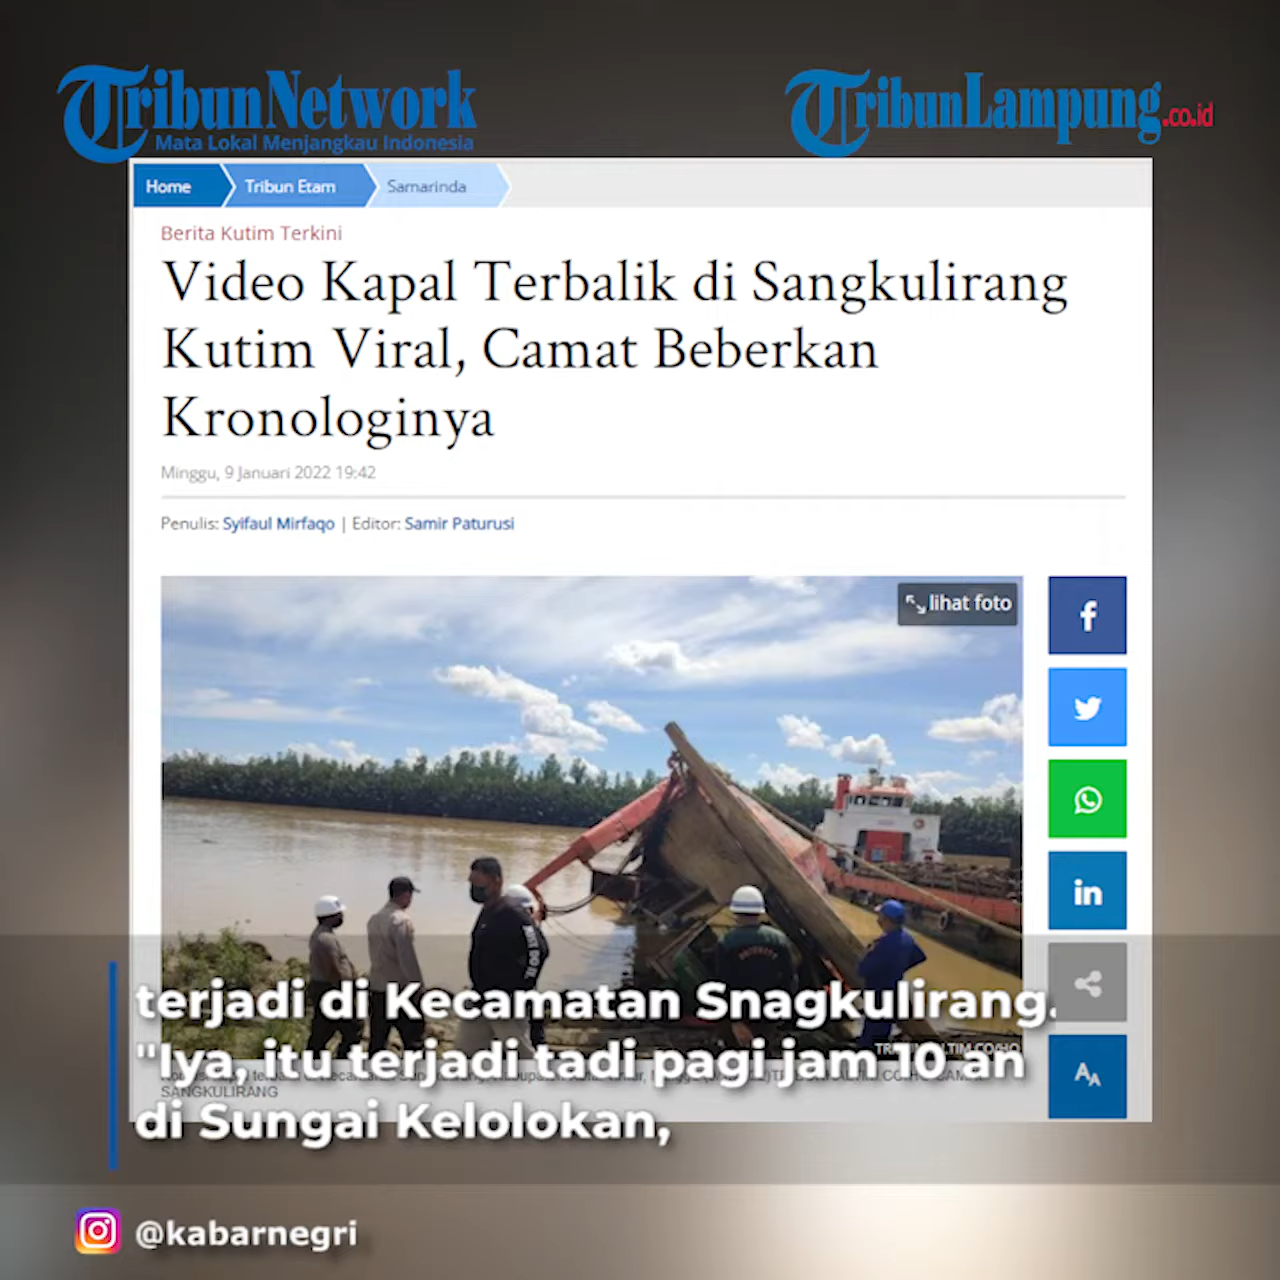 TribunNetwork
Mata Lokal Menjangkau Indonesia
TribunLampung.co.id
Home
Tribun Etam
Samarinda
Berita Kutim Terkini
Video Kapal Terbalik di Sangkulirang
Kutim Viral, Camat Beberkan
Kronologinya
Minggu, 9 Januari 2022 19:42
Penulis: Syifaul Mirfaqo | Editor: Samir Paturusi
lihat foto
terjadi di Kecamatan Snagkulirang.
"Iya, itu terjadi tadi pagi jam 10 an
SANGKULIRANG
di Sungai Kelolokan,
@kabarnegri